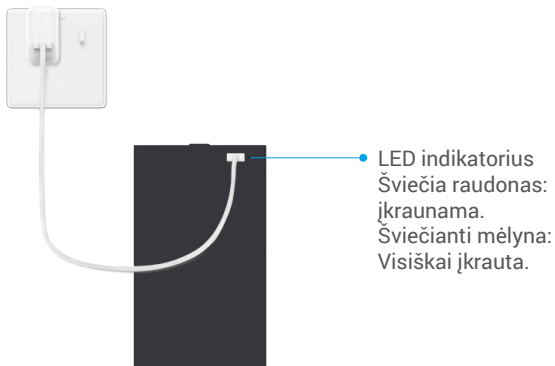 LED indikatorius
Šviečia raudonas:
įkraunama.
Šviečianti mėlyna:
Visiškai įkrauta.